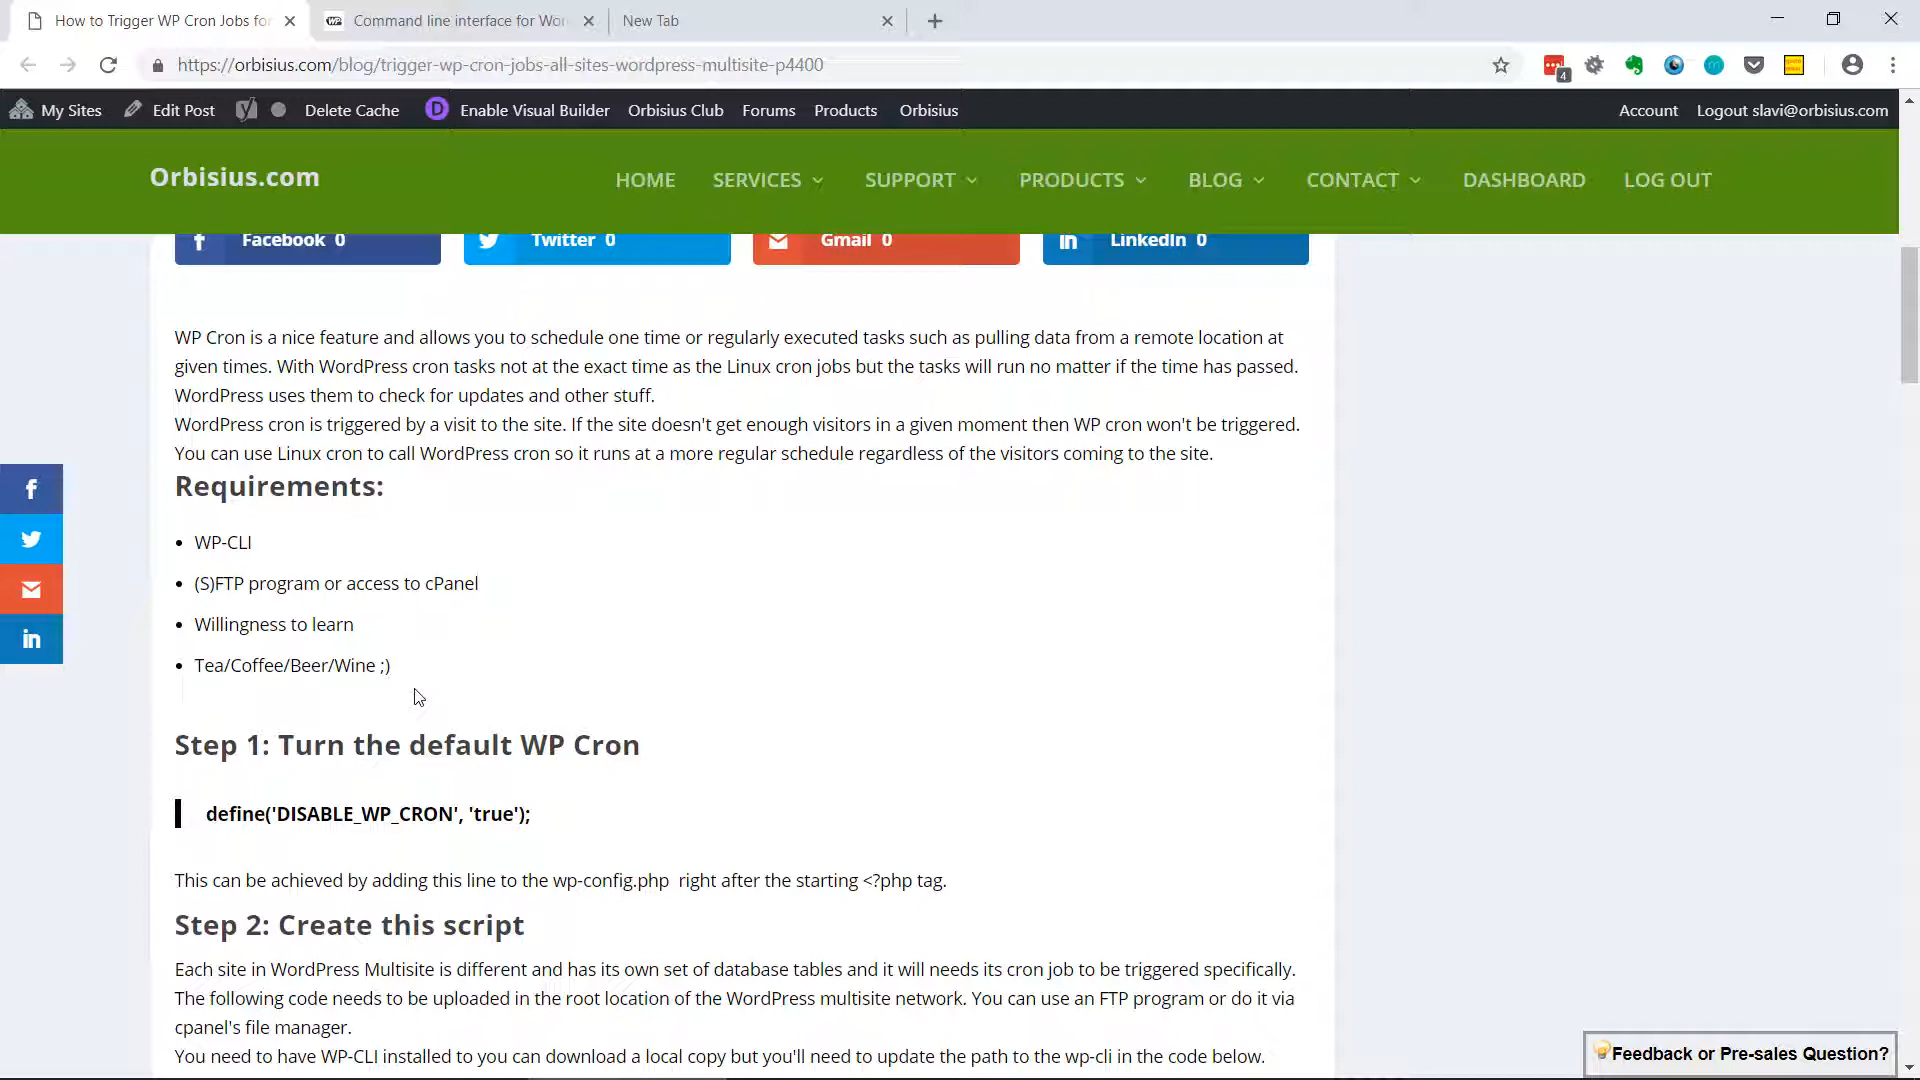 How to Trigger WP Cron Jobs for
Command line interface for Wor
New Tab
https://orbisius.com/blog/trigger-wp-cron-jobs-all-sites-wordpress-multisite-p4400
4
My Sites
Edit Post
Delete Cache
D
Enable Visual Builder
Orbisius Club
Forums
Products
Orbisius
Account
Logout slavi@orbisius.com
Orbisius.com
HOME
SERVICES
SUPPORT
PRODUCTS
BLOG
CONTACT
DASHBOARD
LOG OUT
Facebook 0
Twitter 0
Gmail 0
LinkedIn 0
WP Cron is a nice feature and allows you to schedule one time or regularly executed tasks such as pulling data from a remote location at
given times. With WordPress cron tasks not at the exact time as the Linux cron jobs but the tasks will run no matter if the time has passed.
WordPress uses them to check for updates and other stuff.
WordPress cron is triggered by a visit to the site. If the site doesn't get enough visitors in a given moment then WP cron won't be triggered.
You can use Linux cron to call WordPress cron so it runs at a more regular schedule regardless of the visitors coming to the site.
Requirements:
• WP-CLI
• (S)FTP program or access to cPanel
• Willingness to learn
• Tea/Coffee/Beer/Wine ;)
Step 1: Turn the default WP Cron
define('DISABLE_WP_CRON', 'true');
This can be achieved by adding this line to the wp-config.php right after the starting <?php tag.
Step 2: Create this script
Each site in WordPress Multisite is different and has its own set of database tables and it will needs its cron job to be triggered specifically.
The following code needs to be uploaded in the root location of the WordPress multisite network. You can use an FTP program or do it via
cpanel's file manager.
You need to have WP-CLI installed to you can download a local copy but you'll need to update the path to the wp-cli in the code below.
Feedback or Pre-sales Question?